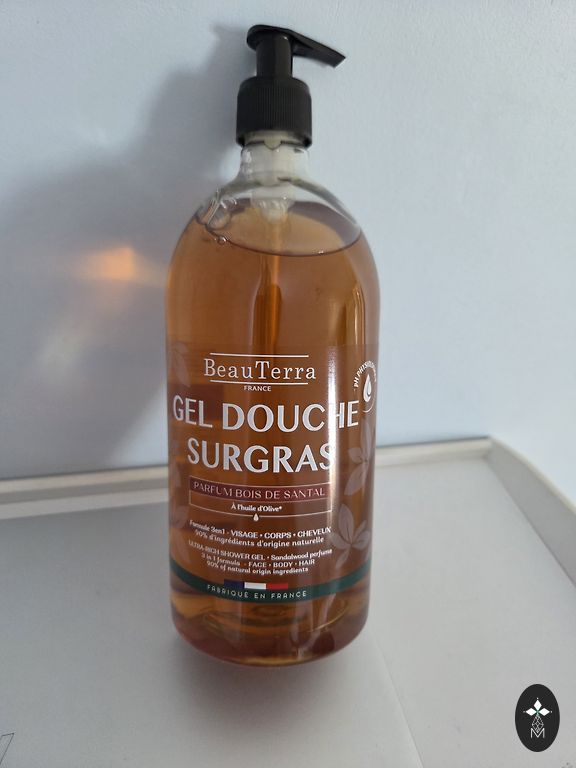 BeauTerra
FRANCE
GEL DOUCHE
SURGRAS
PARFUM BOIS DE SANTAL
À l'huile d'Olive*
Formule 3en1 - VISAGE • CORPS • CHEVEUX
90% d'ingrédients d'origine naturelle
ULTRA-RICH SHOWER GEL • Sandalwood perfume
3 in 1 formula - FACE • BODY • HAIR
90% of natural origin ingredients
FABRIQUÉ EN FRANCE
M